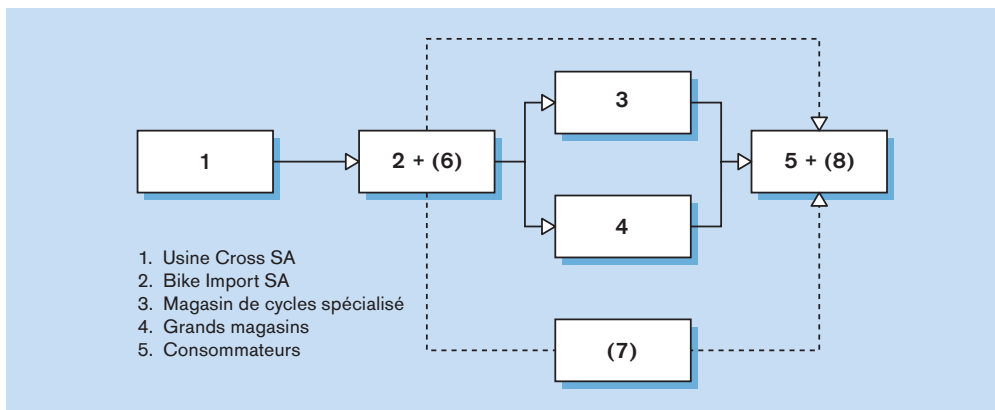 3
1
2 + (6)
5 + (8)
4
1. Usine Cross SA
2. Bike Import SA
3. Magasin de cycles spécialisé
4. Grands magasins
5. Consommateurs
(7)